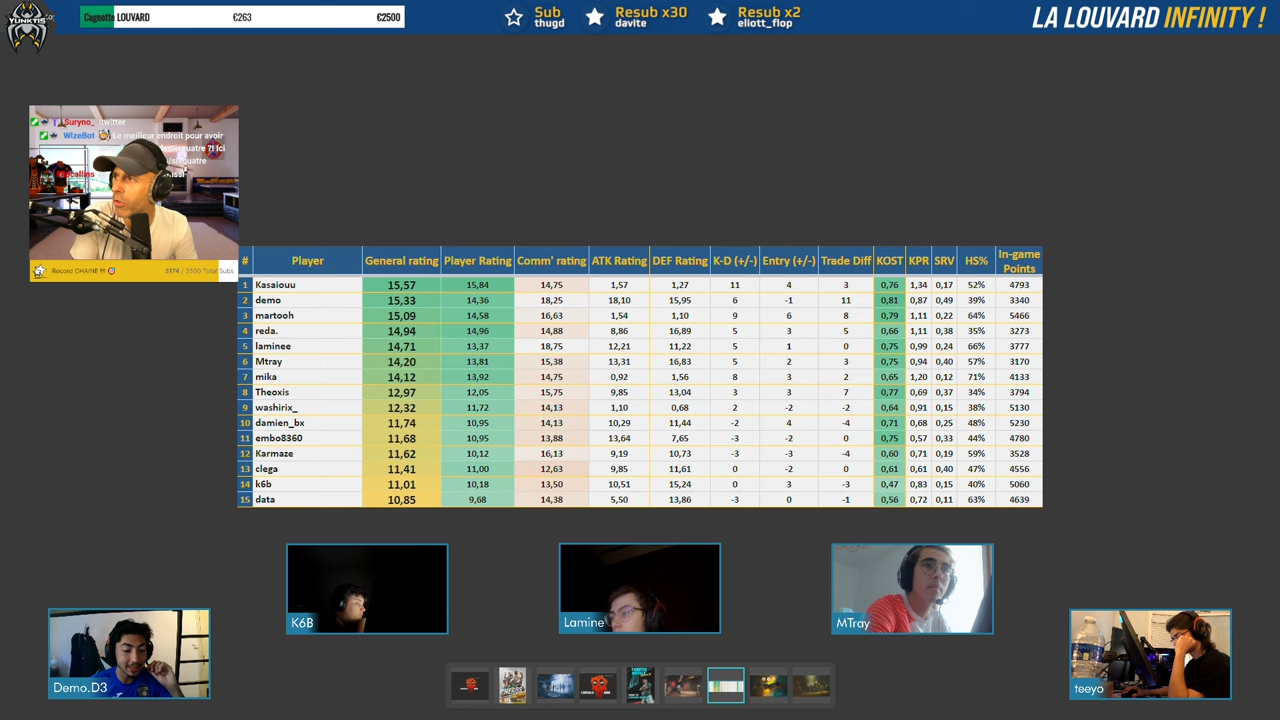 YUNKTIS
Cagnotte LOUVARD €263 €2500
Sub
thugd
Resub x30
davite
Resub x2
eliott_flop
LA LOUVARD INFINITY !
Suryno_ !twitter
WizeBot Le meilleur endroit pour avoir
Record CHAINE !!! 3174 / 2500 Total Subs
# Player General rating Player Rating Comm' rating ATK Rating DEF Rating K-D (+/-) Entry (+/-) Trade Diff KOST KPR SRV HS% In-game Points
1 Kasaiouu 15,57 15,84 14,75 1,57 1,27 11 4 3 0,76 1,34 0,17 52% 4793
2 demo 15,33 14,36 18,25 18,10 15,95 6 -1 11 0,81 0,87 0,49 39% 3340
3 martooh 15,09 14,58 16,63 1,54 1,10 9 6 8 0,79 1,11 0,22 64% 5466
4 reda. 14,94 14,96 14,88 8,86 16,89 5 3 5 0,66 1,11 0,38 35% 3273
5 laminee 14,71 13,37 18,75 12,21 11,22 5 1 0 0,75 0,99 0,24 66% 3777
6 Mtray 14,20 13,81 15,38 13,31 16,83 5 2 3 0,75 0,94 0,40 57% 3170
7 mika 14,12 13,92 14,75 0,92 1,56 8 3 2 0,65 1,20 0,12 71% 4133
8 Theoxis 12,97 12,05 15,75 9,85 13,04 3 3 7 0,77 0,69 0,37 34% 3794
9 washirix_ 12,32 11,72 14,13 1,10 0,68 2 -2 -2 0,64 0,91 0,15 38% 5130
10 damien_bx 11,74 10,95 14,13 10,29 11,44 -2 4 -4 0,71 0,68 0,25 48% 5230
11 embo8360 11,68 10,95 13,88 13,64 7,65 -3 -2 0 0,75 0,57 0,33 44% 4780
12 Karmaze 11,62 10,12 16,13 9,19 10,73 -3 -3 -4 0,60 0,71 0,19 59% 3528
13 clega 11,41 11,00 12,63 9,85 11,61 0 -2 0 0,61 0,61 0,40 47% 4556
14 k6b 11,01 10,18 13,50 10,51 15,24 0 3 -3 0,47 0,83 0,15 40% 5060
15 data 10,85 9,68 14,38 5,50 13,86 -3 0 -1 0,56 0,72 0,11 63% 4639
K6B
Lamine
MTray
Demo.D3
teeyo